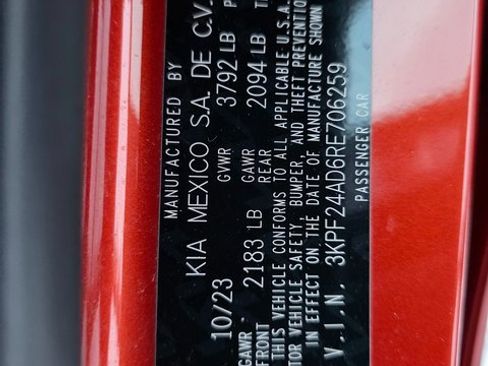 MANUFACTURED BY
KIA MEXICO S.A. DE C.V.
10/23 GVWR 3792 LB
GAWR FRONT 2183 LB GAWR REAR 2094 LB
THIS VEHICLE CONFORMS TO ALL APPLICABLE U.S.A.
TOR VEHICLE SAFETY, BUMPER, AND THEFT PREVENTION
IN EFFECT ON THE DATE OF MANUFACTURE SHOWN
V.I.N. 3KPF24AD6RE706259
PASSENGER CAR